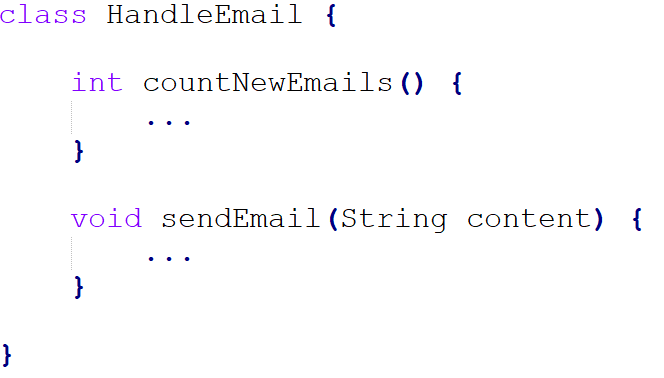 class HandleEmail {
int countNewEmails() {
...
}
void sendEmail(String content) {
...
}
}